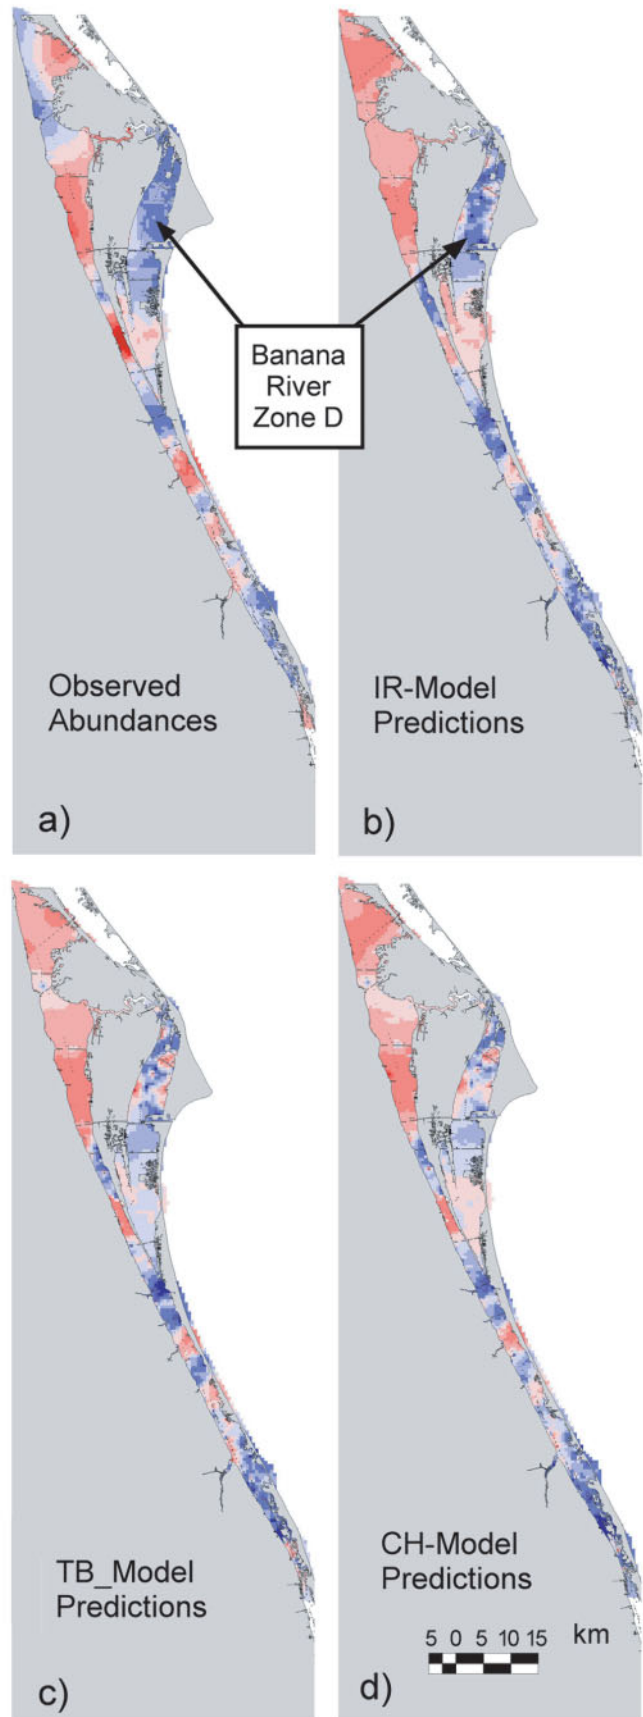 Banana
River
Zone D
Observed
Abundances
a)
IR-Model
Predictions
b)
TB_Model
Predictions
c)
CH-Model
Predictions
5 0 5 10 15 km
d)